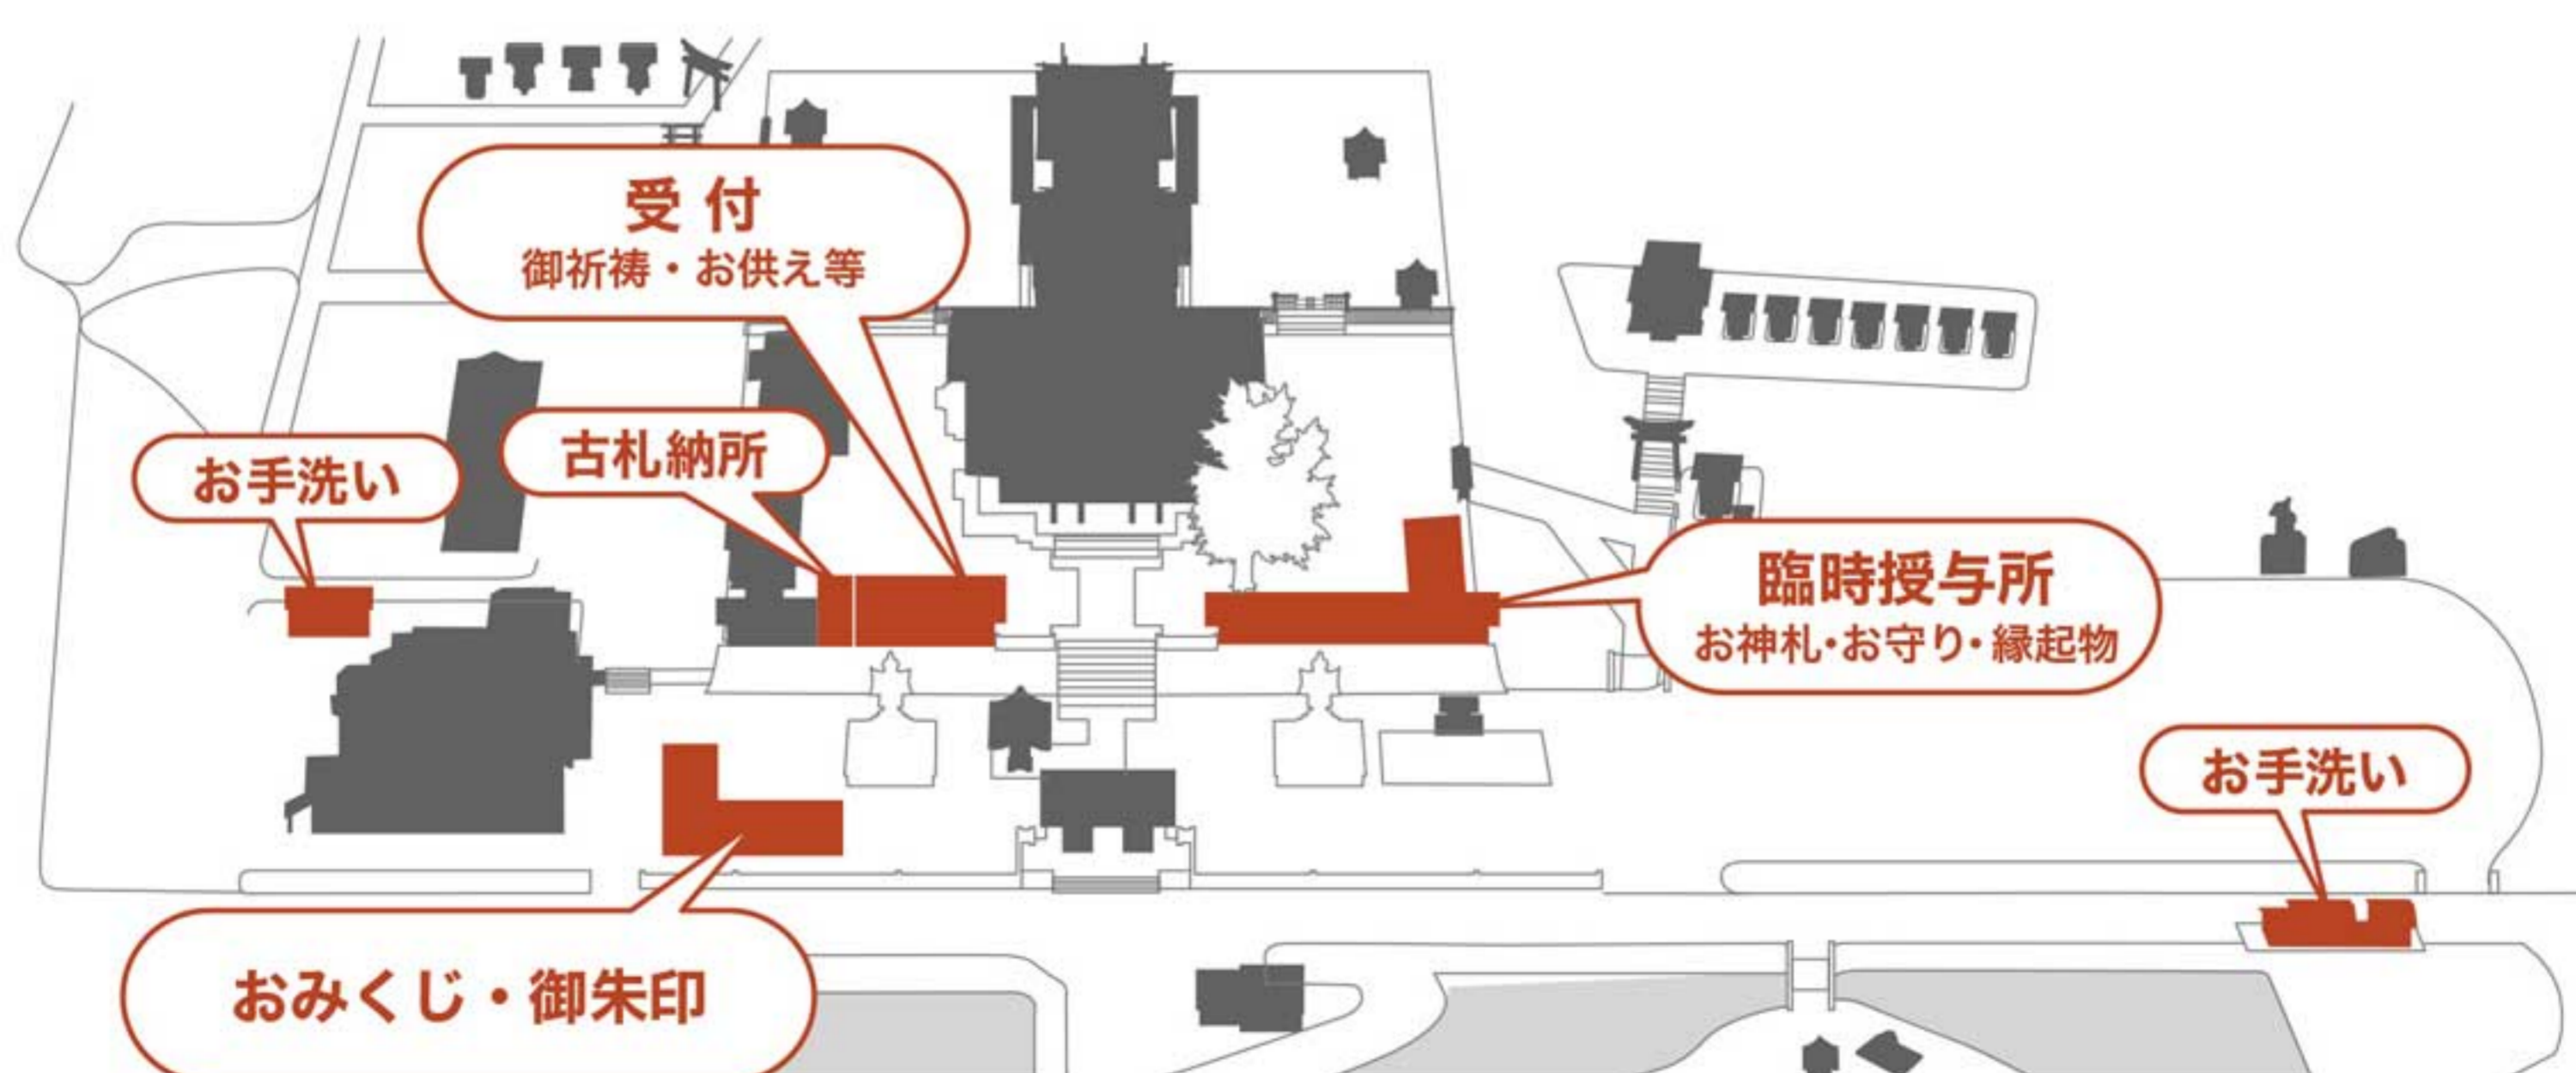 受付
御祈祷・お供え等
古札納所
お手洗い
臨時授与所
お神札・お守り・縁起物
お手洗い
おみくじ・御朱印